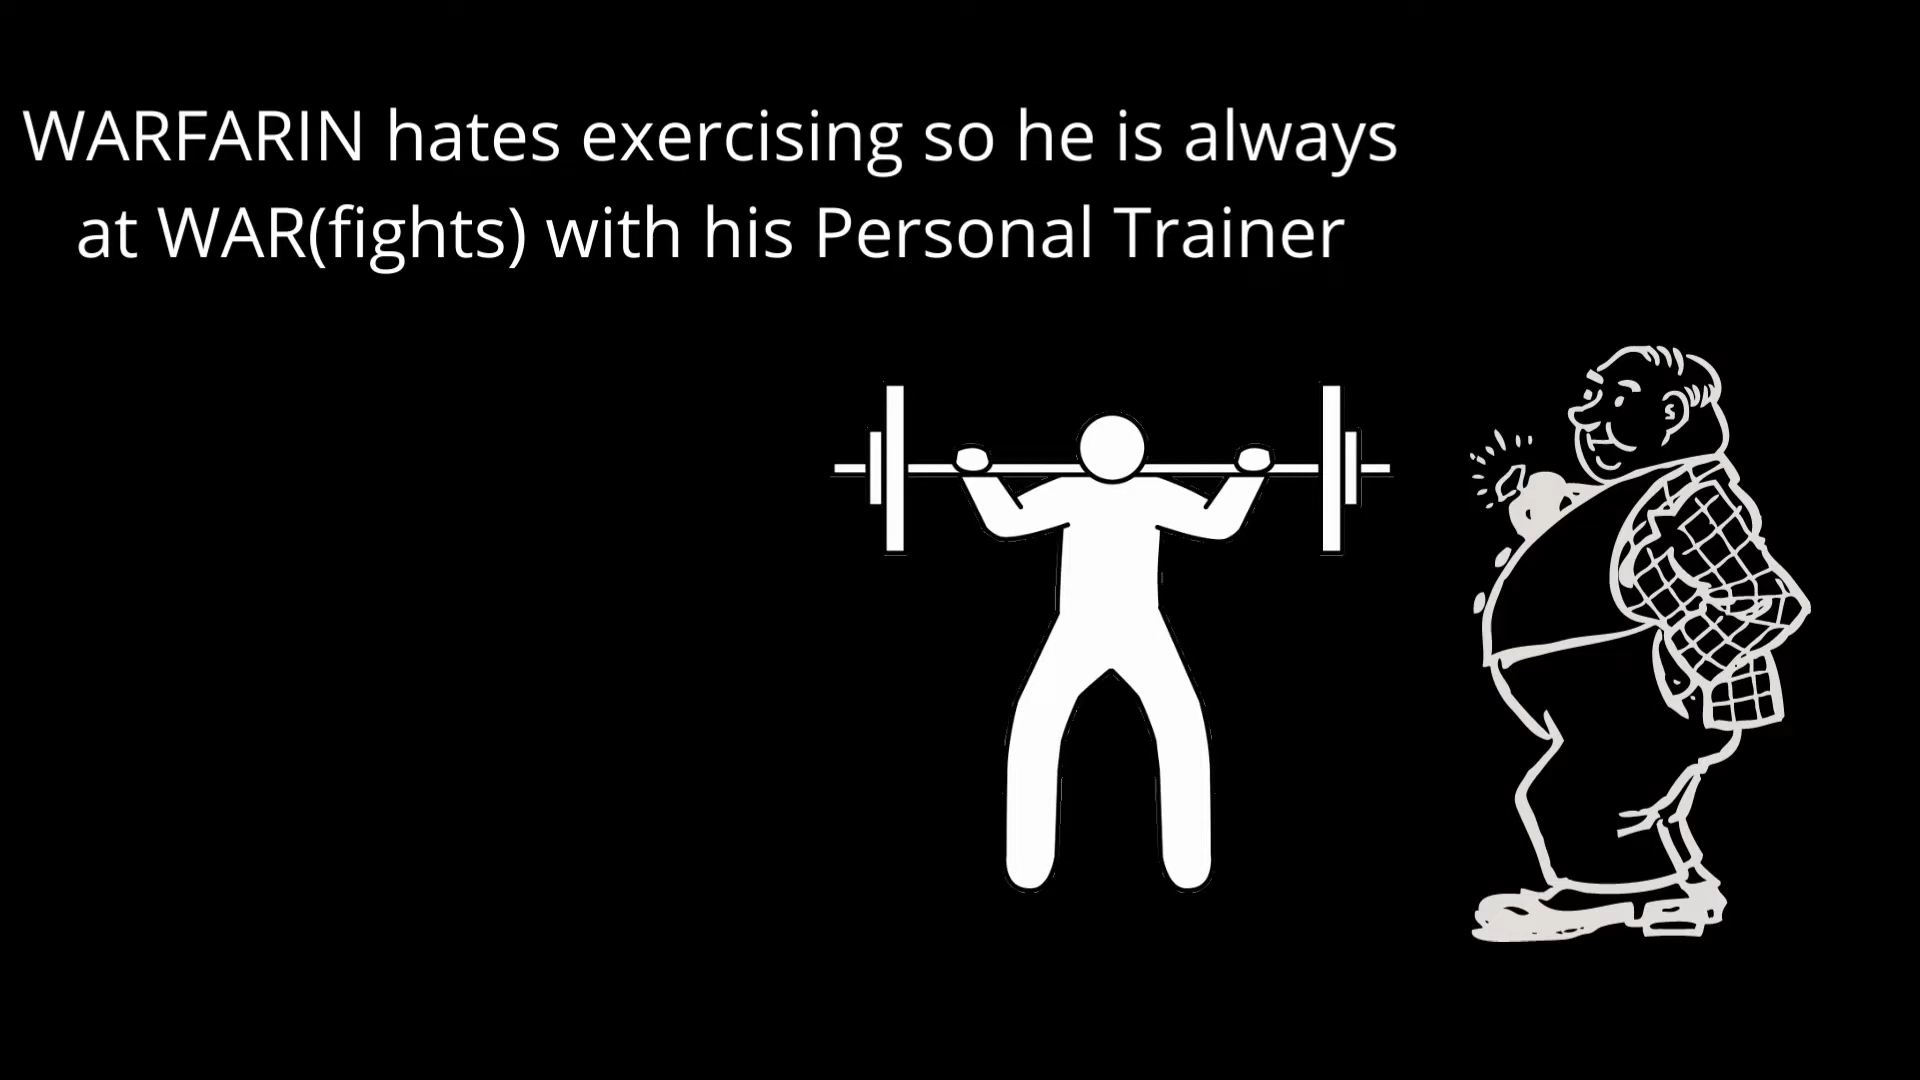 WARFARIN hates exercising so he is always
at WAR(fights) with his Personal Trainer